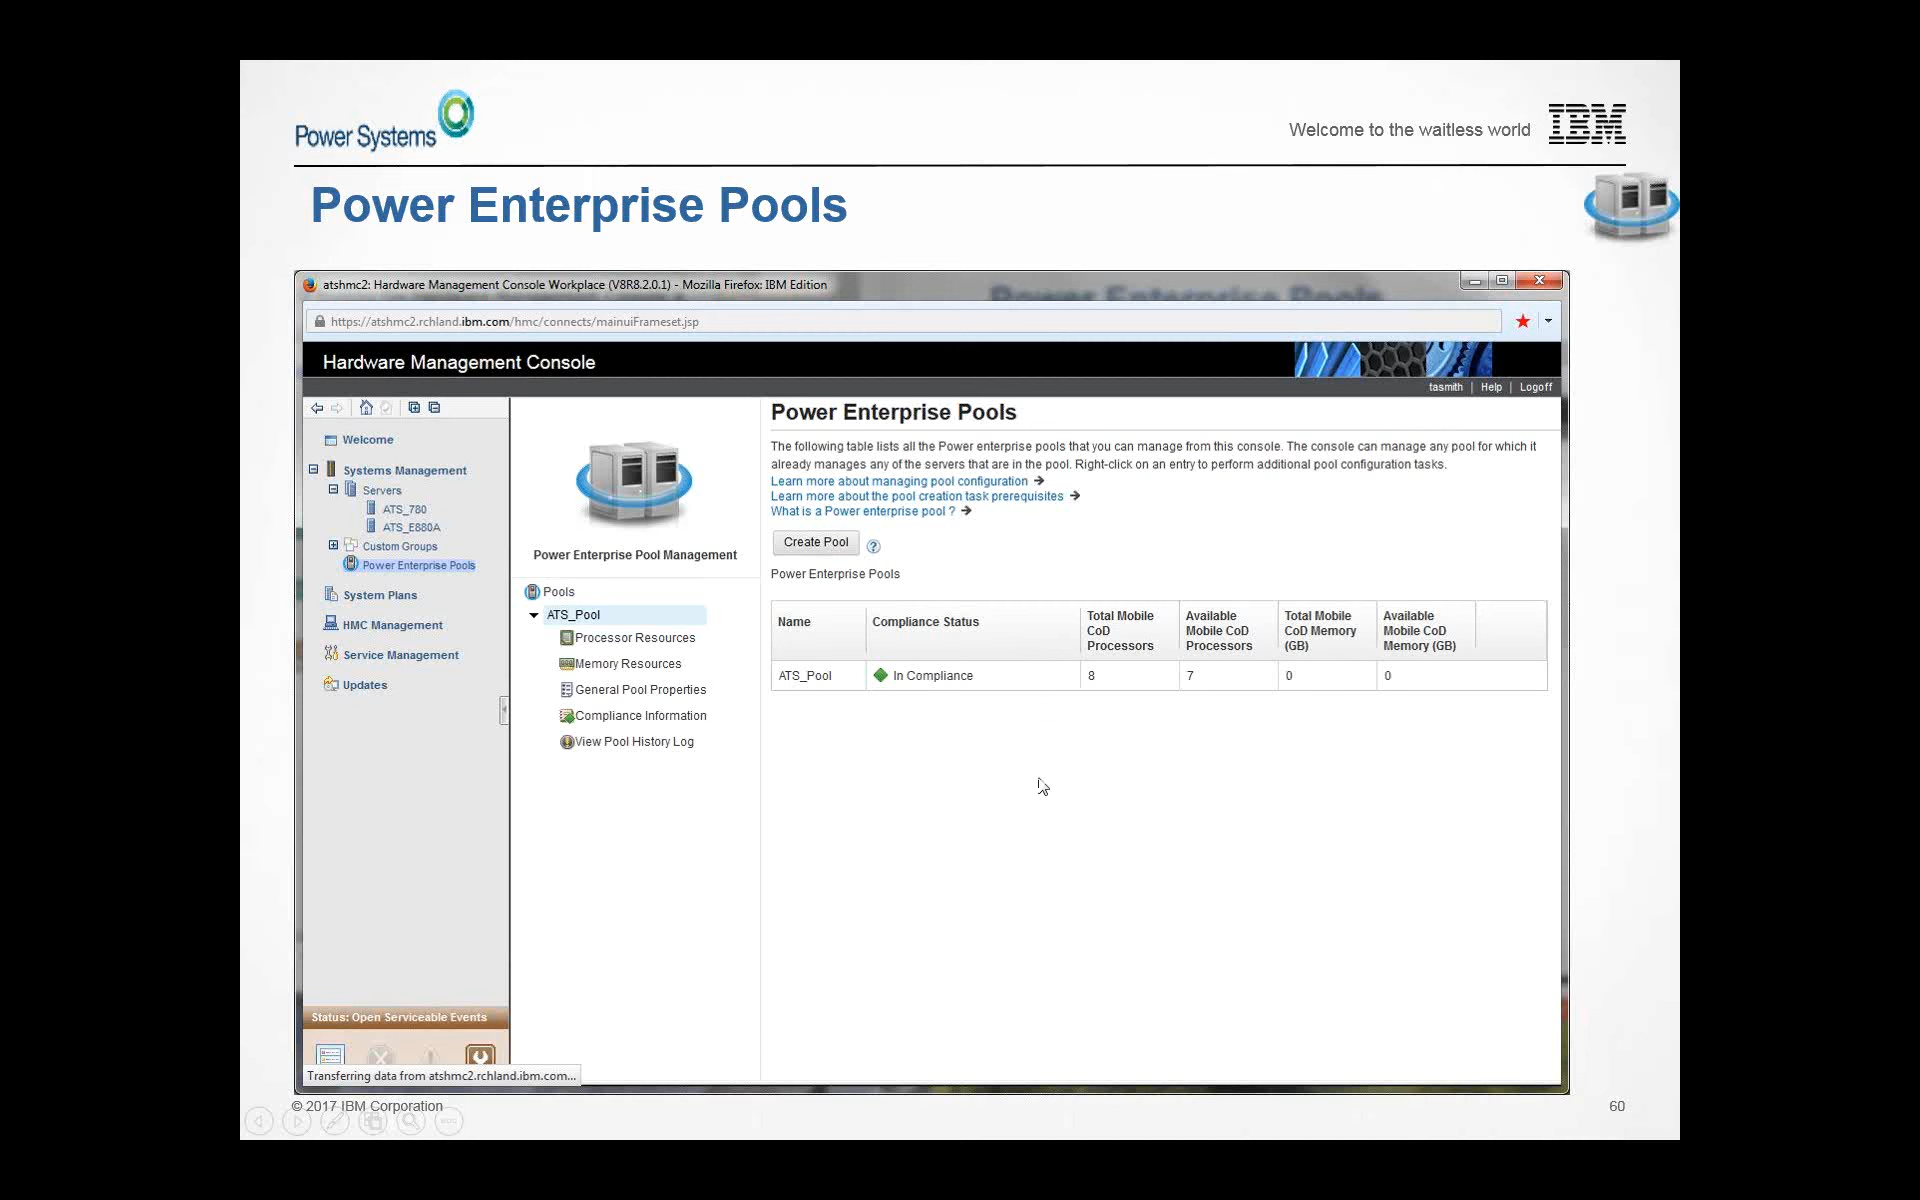 Power Systems
Welcome to the waitless world
IBM
Power Enterprise Pools
atshmc2: Hardware Management Console Workplace (V8R8.2.0.1) - Mozilla Firefox: IBM Edition
https://atshmc2.rchland.ibm.com/hmc/connects/mainuiFrameset.jsp
Hardware Management Console
tasmith | Help | Logoff
Welcome
Systems Management
Servers
ATS_780
ATS_E880A
Custom Groups
Power Enterprise Pools
System Plans
HMC Management
Service Management
Updates
Status: Open Serviceable Events
Transferring data from atshmc2.rchland.ibm.com...
Power Enterprise Pool Management
Pools
ATS_Pool
Processor Resources
Memory Resources
General Pool Properties
Compliance Information
View Pool History Log
Power Enterprise Pools
The following table lists all the Power enterprise pools that you can manage from this console. The console can manage any pool for which it
already manages any of the servers that are in the pool. Right-click on an entry to perform additional pool configuration tasks.
Learn more about managing pool configuration
Learn more about the pool creation task prerequisites
What is a Power enterprise pool ?
Create Pool ?
Power Enterprise Pools
Name Compliance Status Total Mobile CoD Processors Available Mobile CoD Processors Total Mobile CoD Memory (GB) Available Mobile CoD Memory (GB)
ATS_Pool In Compliance 8 7 0 0
© 2017 IBM Corporation
60